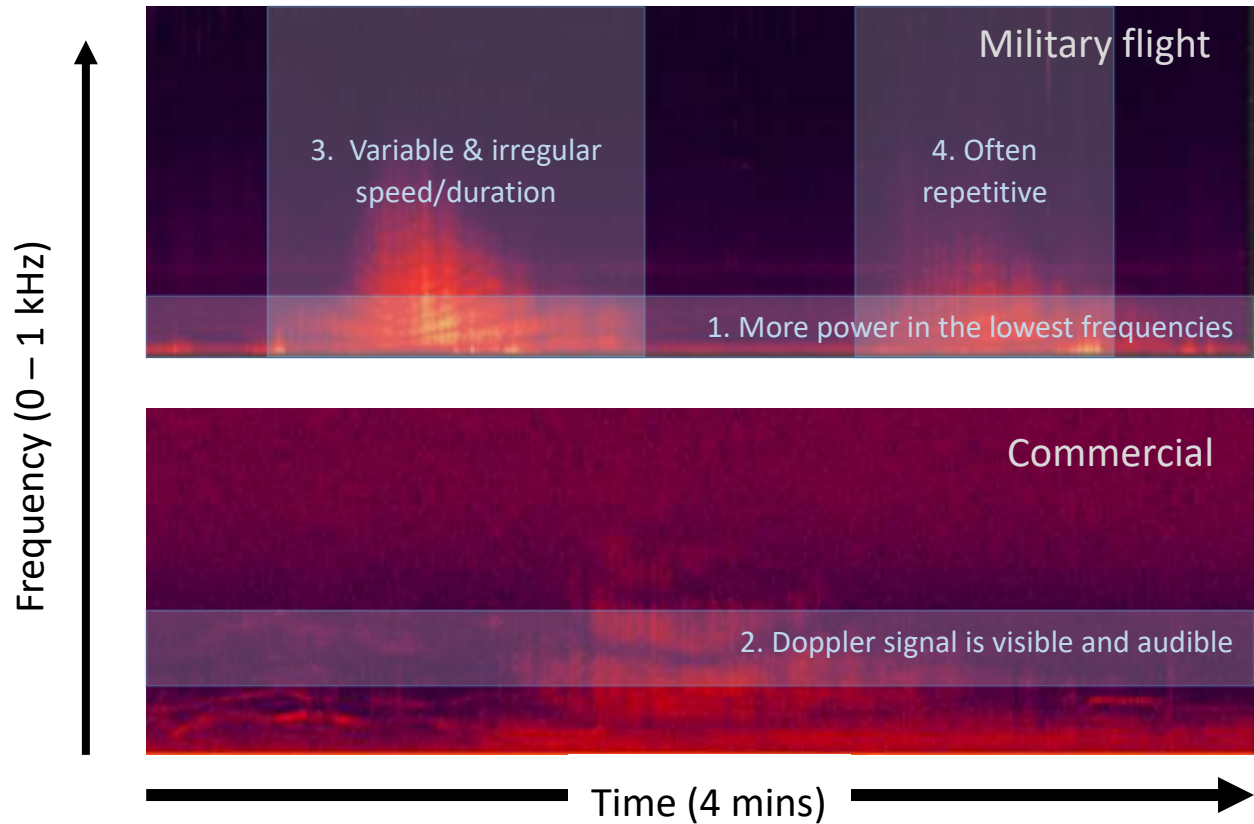 Military flight
3. Variable & irregular
speed/duration
4. Often
repetitive
1. More power in the lowest frequencies
Frequency (0 – 1 kHz)
Commercial
2. Doppler signal is visible and audible
Time (4 mins)